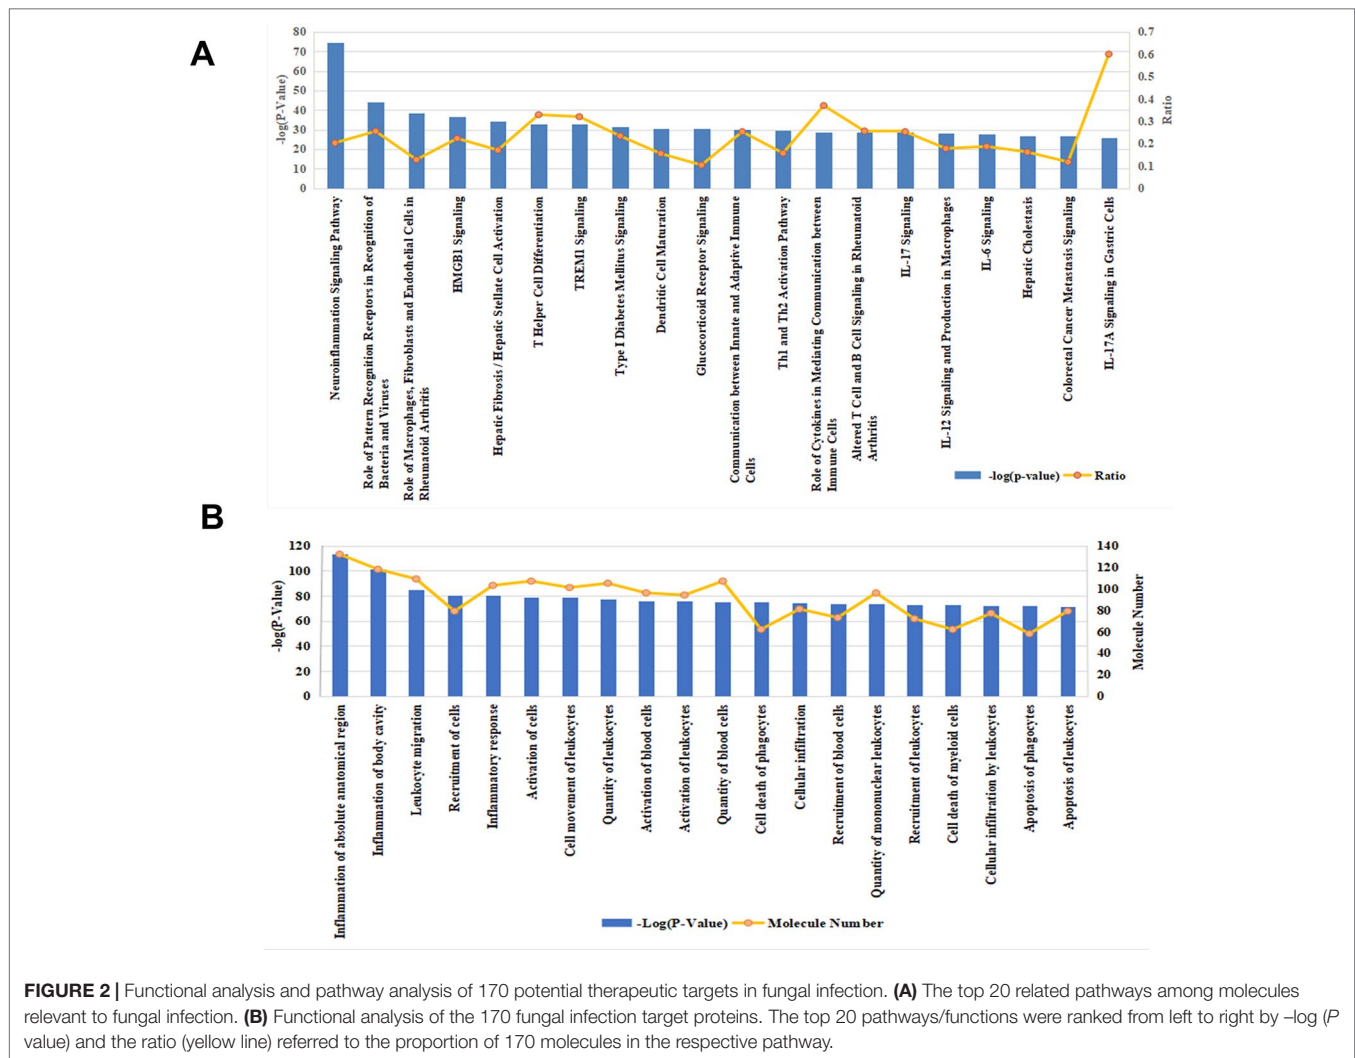 A
80
70
60
50
40
30
20
10
0
-log(P-Value)
0.7
0.6
0.5
0.4
0.3
0.2
0.1
0
Ratio
Neuroinflammation Signaling Pathway
Role of Pattern Recognition Receptors in Recognition of
Bacteria and Viruses
Role of Macrophages, Fibroblasts and Endothelial Cells in
Rheumatoid Arthritis
HMGB1 Signaling
Hepatic Fibrosis / Hepatic Stellate Cell Activation
T Helper Cell Differentiation
TREM1 Signaling
Type I Diabetes Mellitus Signaling
Dendritic Cell Maturation
Glucocorticoid Receptor Signaling
Communication between Innate and Adaptive Immune
Cells
Th1 and Th2 Activation Pathway
Role of Cytokines in Mediating Communication between
Immune Cells
Altered T Cell and B Cell Signaling in Rheumatoid
Arthritis
IL-17 Signaling
IL-12 Signaling and Production in Macrophages
IL-6 Signaling
Hepatic Cholestasis
Colorectal Cancer Metastasis Signaling
IL-17A Signaling in Gastric Cells
-log(p-value)
Ratio
B
120
100
80
60
40
20
0
-log(P-Value)
140
120
100
80
60
40
20
0
Molecule Number
Inflammation of absolute anatomical region
Inflammation of body cavity
Leukocyte migration
Recruitment of cells
Inflammatory response
Activation of cells
Cell movement of leukocytes
Quantity of leukocytes
Activation of blood cells
Activation of leukocytes
Quantity of blood cells
Cell death of phagocytes
Cellular infiltration
Recruitment of blood cells
Quantity of mononuclear leukocytes
Recruitment of leukocytes
Cell death of myeloid cells
Cellular infiltration by leukocytes
Apoptosis of phagocytes
Apoptosis of leukocytes
-Log(P-Value)
Molecule Number
FIGURE 2 | Functional analysis and pathway analysis of 170 potential therapeutic targets in fungal infection. (A) The top 20 related pathways among molecules
relevant to fungal infection. (B) Functional analysis of the 170 fungal infection target proteins. The top 20 pathways/functions were ranked from left to right by –log (P
value) and the ratio (yellow line) referred to the proportion of 170 molecules in the respective pathway.